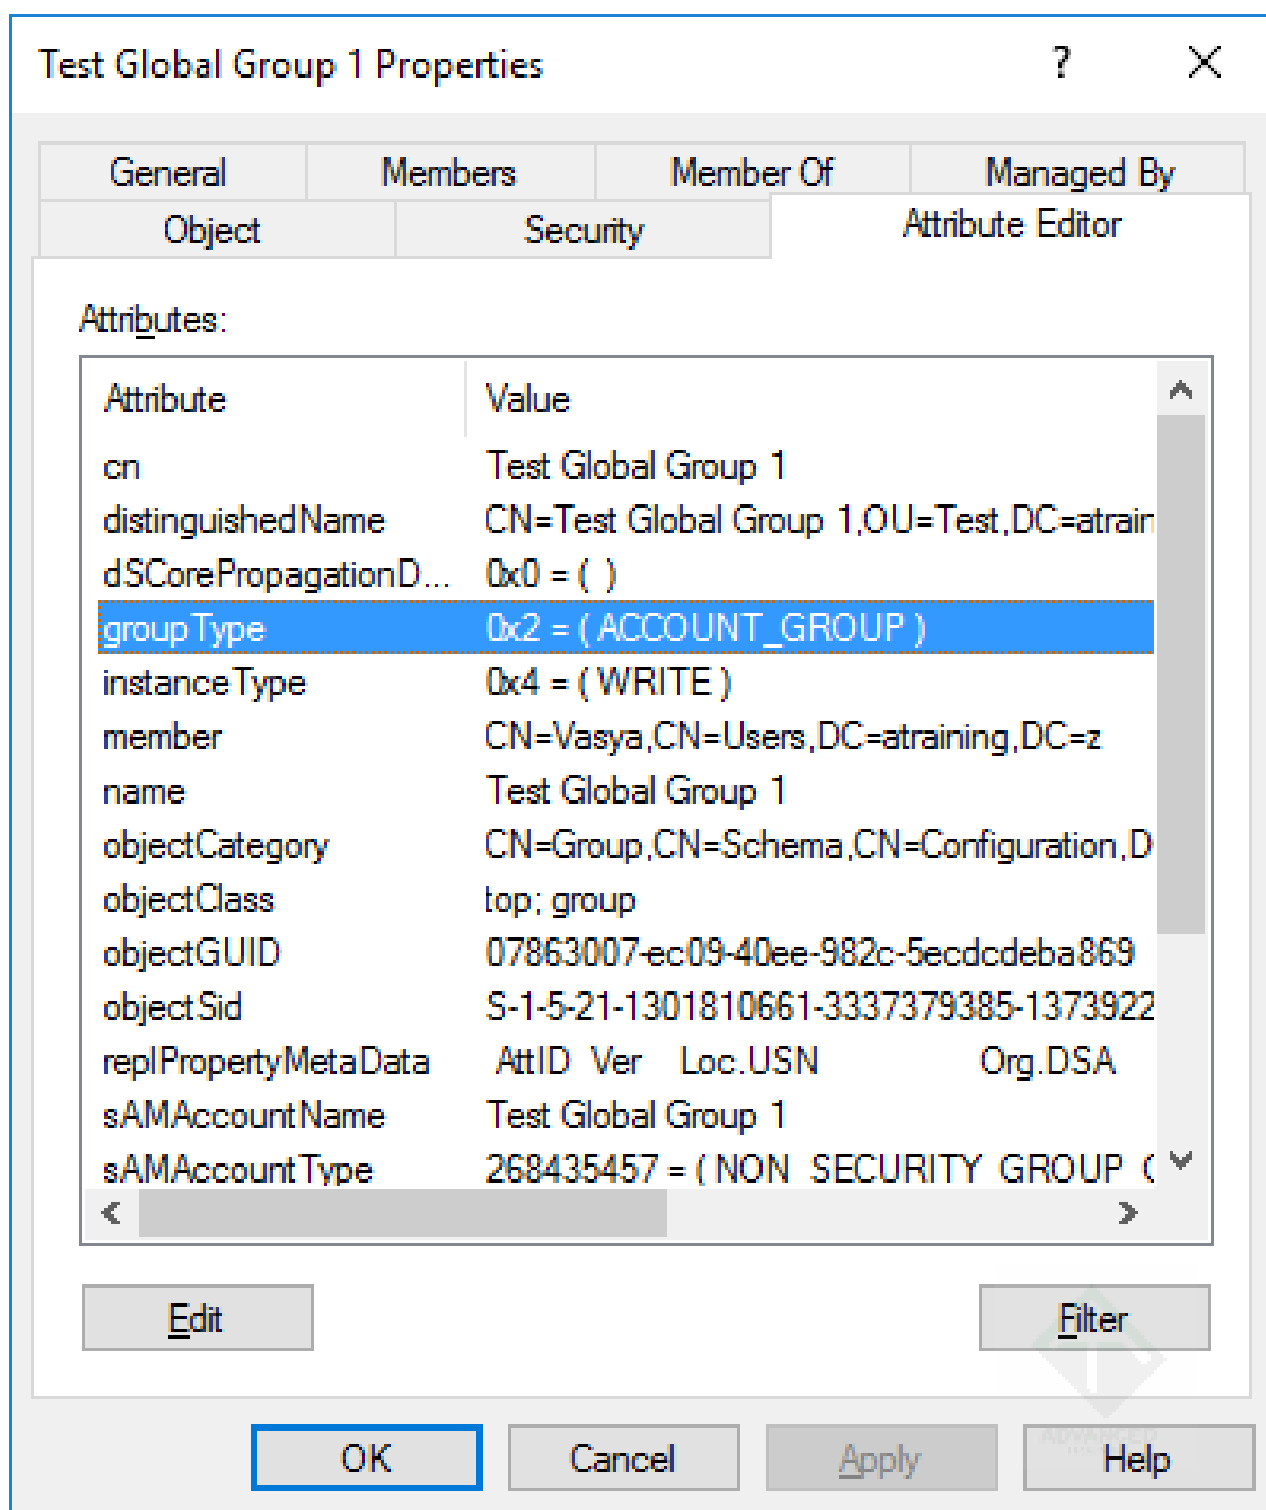 Test Global Group 1 Properties ?
General Members Member Of Managed By
Object Security Attribute Editor
Attributes:
Attribute Value
cn Test Global Group 1
distinguishedName CN=Test Global Group 1,OU=Test,DC=atrain
dSCorePropagationD... 0x0 = ( )
groupType 0x2 = ( ACCOUNT_GROUP )
instanceType 0x4 = ( WRITE )
member CN=Vasya,CN=Users,DC=atraining,DC=z
name Test Global Group 1
objectCategory CN=Group,CN=Schema,CN=Configuration,D
objectClass top; group
objectGUID 07863007-ec09-40ee-982c-5ecdcdeba869
objectSid S-1-5-21-1301810661-3337379385-1373922
replPropertyMetaData AttID Ver Loc.USN Org.DSA
sAMAccountName Test Global Group 1
sAMAccountType 268435457 = ( NON_SECURITY_GROUP_
Edit Filter
ADVANCED
OK Cancel Apply Help